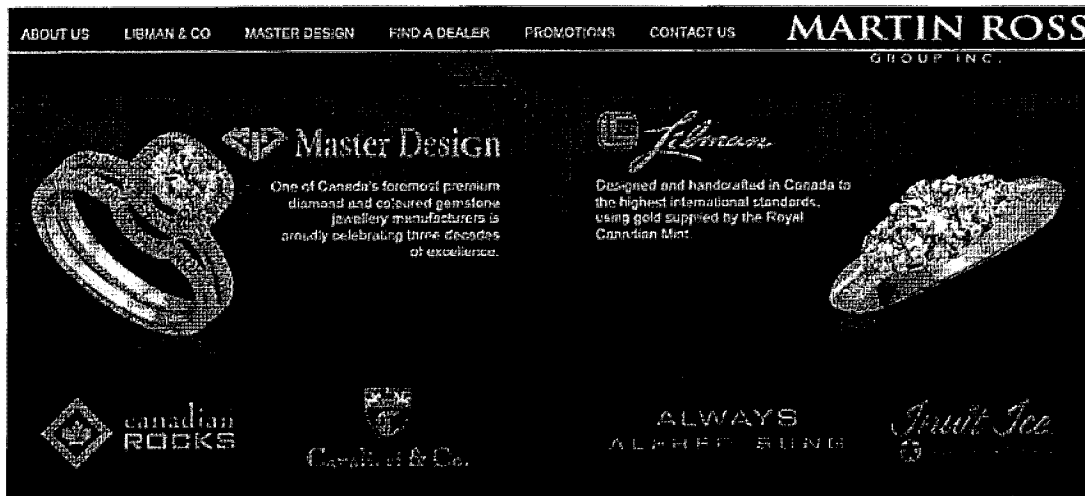 ABOUT US LIBMAN & CO MASTER DESIGN FIND A DEALER PROMOTIONS CONTACT US
MARTIN ROSS
GROUP INC.
Master Design
One of Canada's foremost premium
diamond and coloured gemstone
jewellery manufacturers is
proudly celebrating three decades
of excellence.
Libman
Designed and handcrafted in Canada to
the highest international standards,
using gold supplied by the Royal
Canadian Mint.
canadian
ROCKS
& Co.
ALWAYS
ALFRED SUNG
Inuit Ice